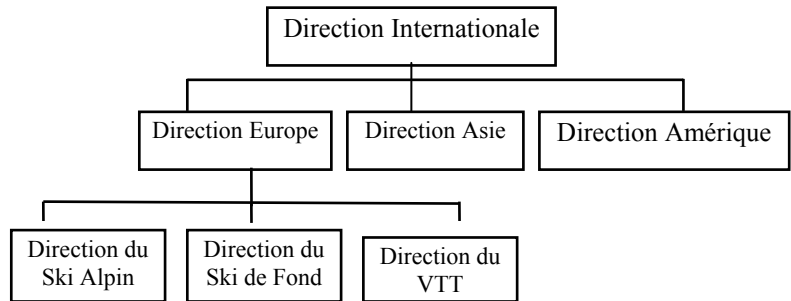 Direction Internationale
Direction Europe
Direction Asie
Direction Amérique
Direction du
Ski Alpin
Direction du
Ski de Fond
Direction du
VTT